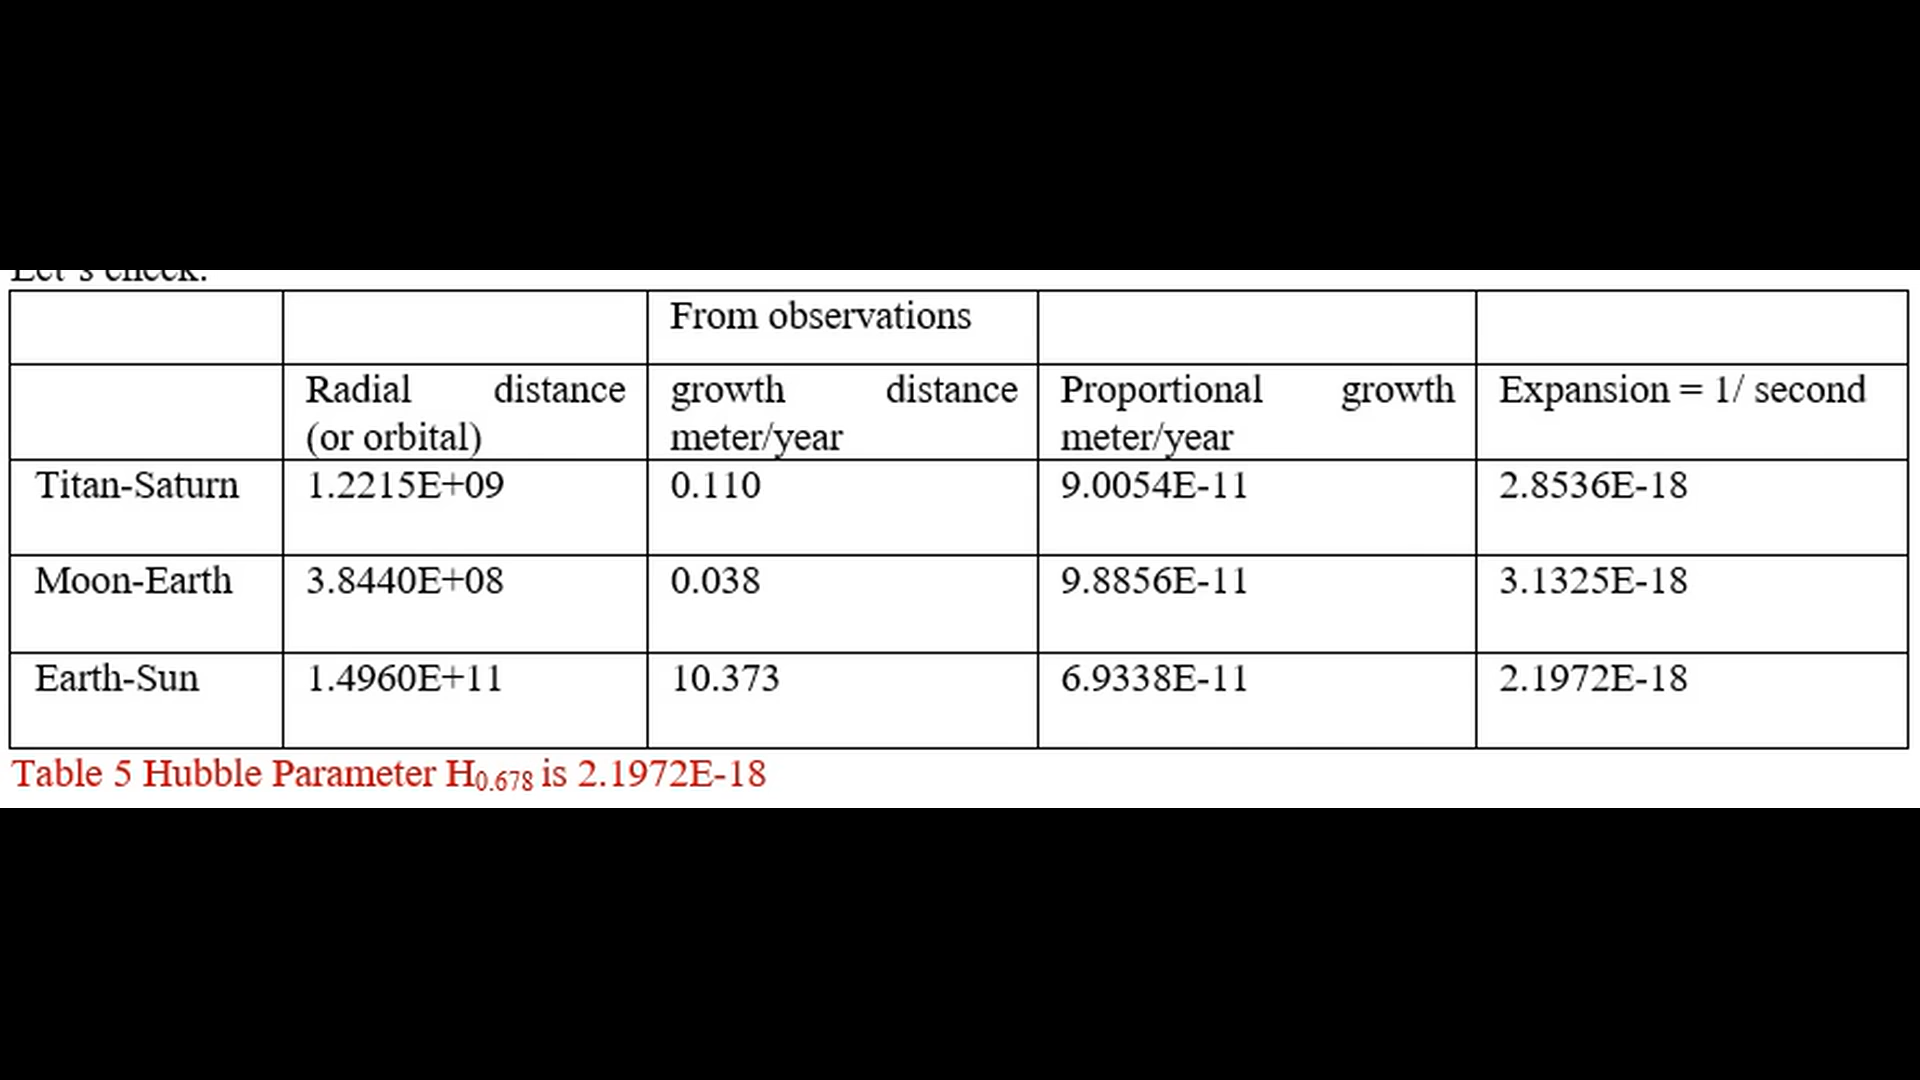 Let's check:
From observations
Radial distance (or orbital)
growth distance meter/year
Proportional growth meter/year
Expansion = 1/ second
Titan-Saturn 1.2215E+09 0.110 9.0054E-11 2.8536E-18
Moon-Earth 3.8440E+08 0.038 9.8856E-11 3.1325E-18
Earth-Sun 1.4960E+11 10.373 6.9338E-11 2.1972E-18
Table 5 Hubble Parameter H0.678 is 2.1972E-18